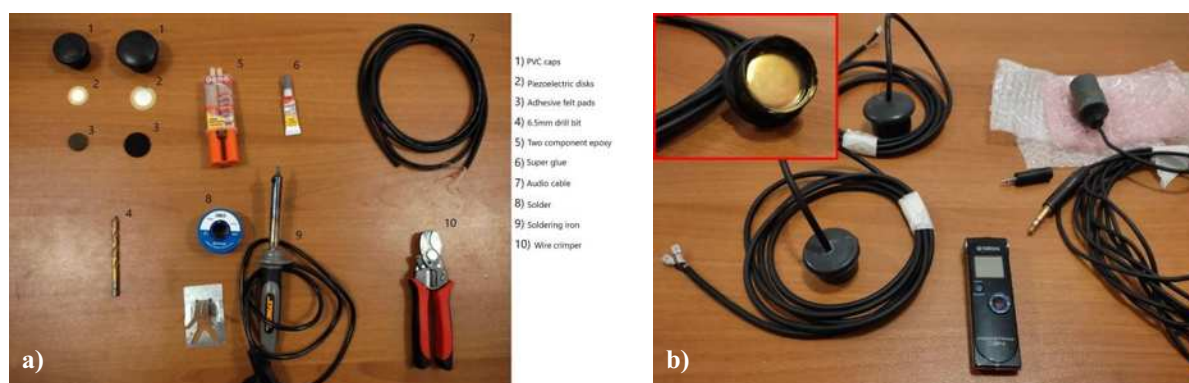 1
1
2
2
3
3
4
5
6
7
8
9
10
1) PVC caps
2) Piezoelectric disks
3) Adhesive felt pads
4) 6.5mm drill bit
5) Two component epoxy
6) Super glue
7) Audio cable
8) Solder
9) Soldering iron
10) Wire crimper
a)
b)
YAMAHA